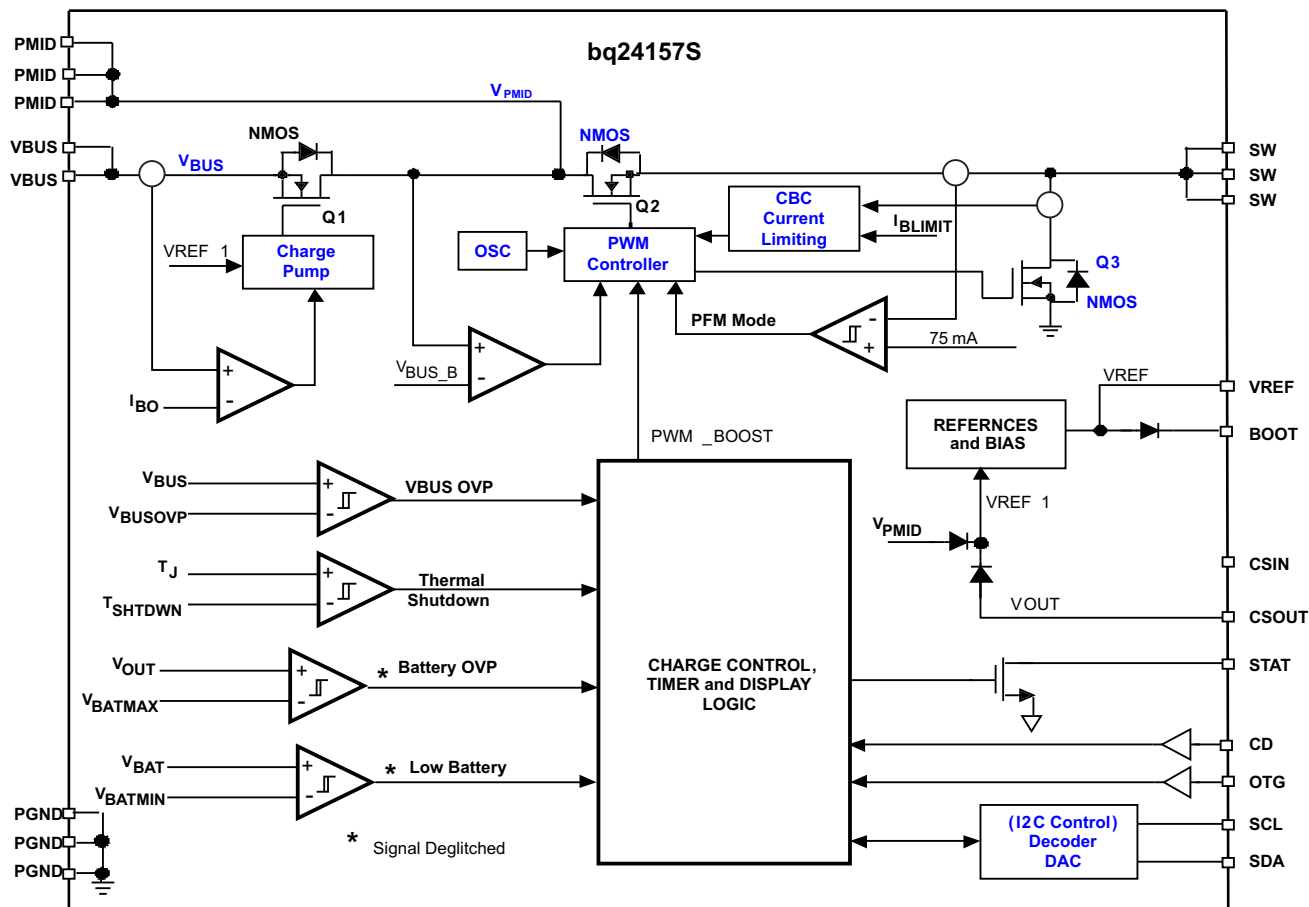 bq24157S
PMID
PMID
PMID
VBUS
VBUS
VPMID
NMOS
VBUS
Q1
VREF 1
Charge
Pump
NMOS
Q2
OSC
PWM
Controller
CBC
Current
Limiting
IBLIMIT
Q3
NMOS
SW
SW
SW
PFM Mode
-
+
75 mA
+
-
IBO
+
-
VBUS_B
PWM _BOOST
VREF
REFERNCES
and BIAS
VREF 1
VPMID
VOUT
VREF
BOOT
CSIN
CSOUT
STAT
CD
OTG
SCL
SDA
VBUS
VBUSOVP
+
-
VBUS OVP
TJ
TSHTDWN
+
-
Thermal
Shutdown
VOUT
VBATMAX
+
-
* Battery OVP
VBAT
VBATMIN
+
-
* Low Battery
* Signal Deglitched
CHARGE CONTROL,
TIMER and DISPLAY
LOGIC
(I2C Control)
Decoder
DAC
PGND
PGND
PGND